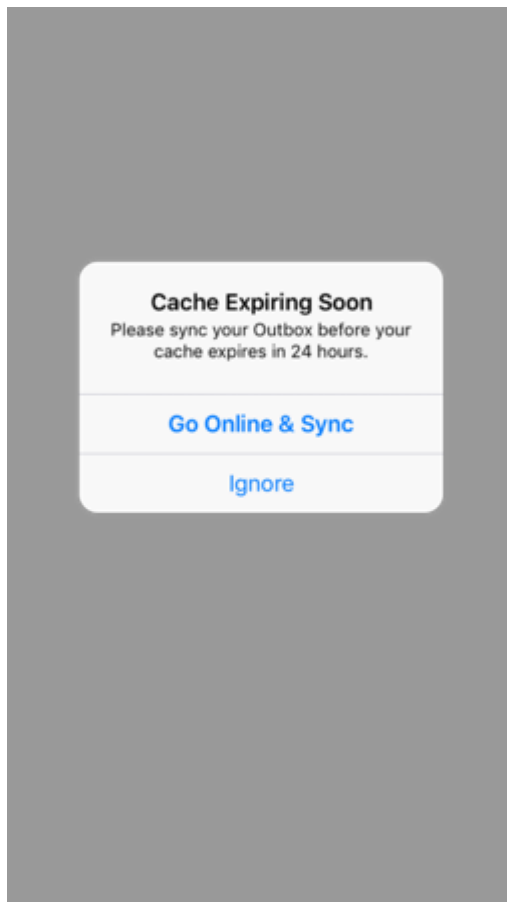 Cache Expiring Soon
Please sync your Outbox before your
cache expires in 24 hours.
Go Online & Sync
Ignore